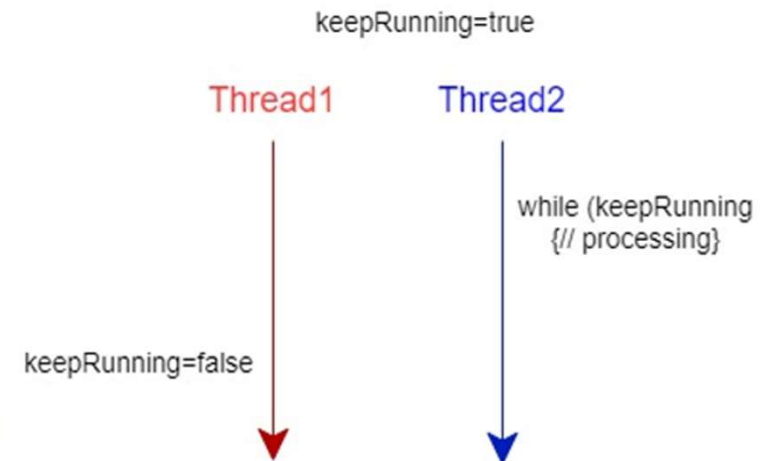 keepRunning=true
Thread1
Thread2
while (keepRunning
{// processing}
keepRunning=false